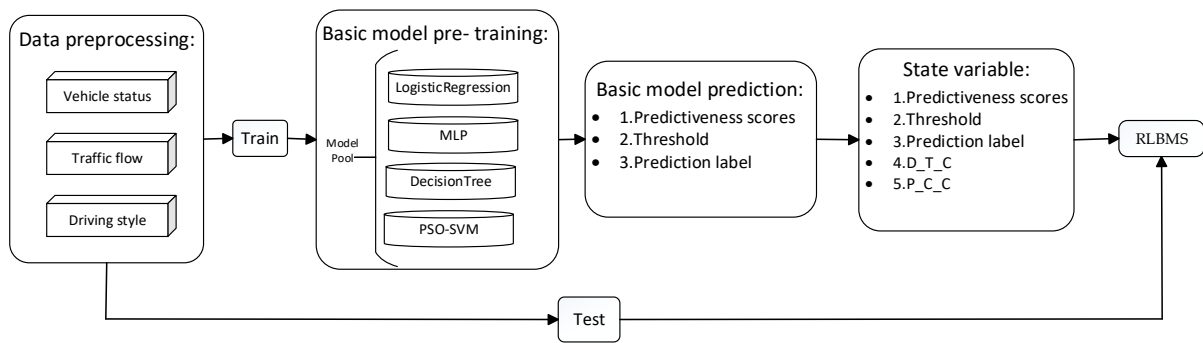 Data preprocessing:
Vehicle status
Traffic flow
Driving style
Train
Basic model pre- training:
Model
Pool
LogisticRegression
MLP
DecisionTree
PSO-SVM
Basic model prediction:
• 1.Predictiveness scores
• 2.Threshold
• 3.Prediction label
State variable:
• 1.Predictiveness scores
• 2.Threshold
• 3.Prediction label
• 4.D_T_C
• 5.P_C_C
RLBMS
Test